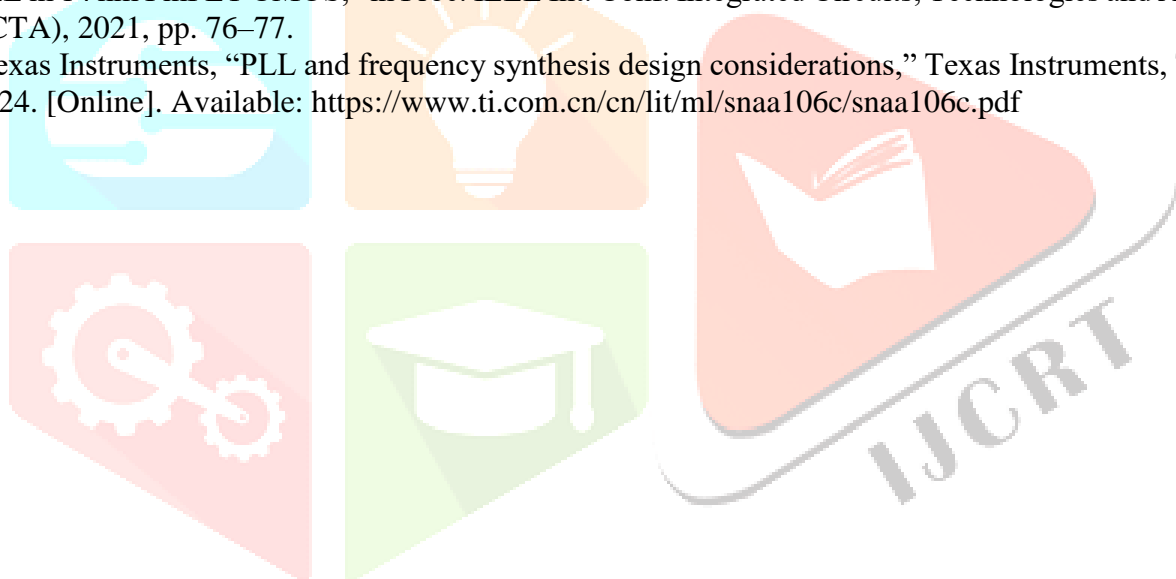 CTA), 2021, pp. 76–77.
exas Instruments, “PLL and frequency synthesis design considerations,” Texas Instruments,
24. [Online]. Available: https://www.ti.com.cn/cn/lit/ml/snaa106c/snaa106c.pdf
IJCRT